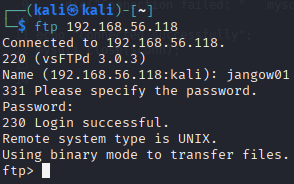 (kali㉿kali)-[~]
$ ftp 192.168.56.118
Connected to 192.168.56.118.
220 (vsFTPd 3.0.3)
Name (192.168.56.118:kali): jangow01
331 Please specify the password.
Password:
230 Login successful.
Remote system type is UNIX.
Using binary mode to transfer files.
ftp>